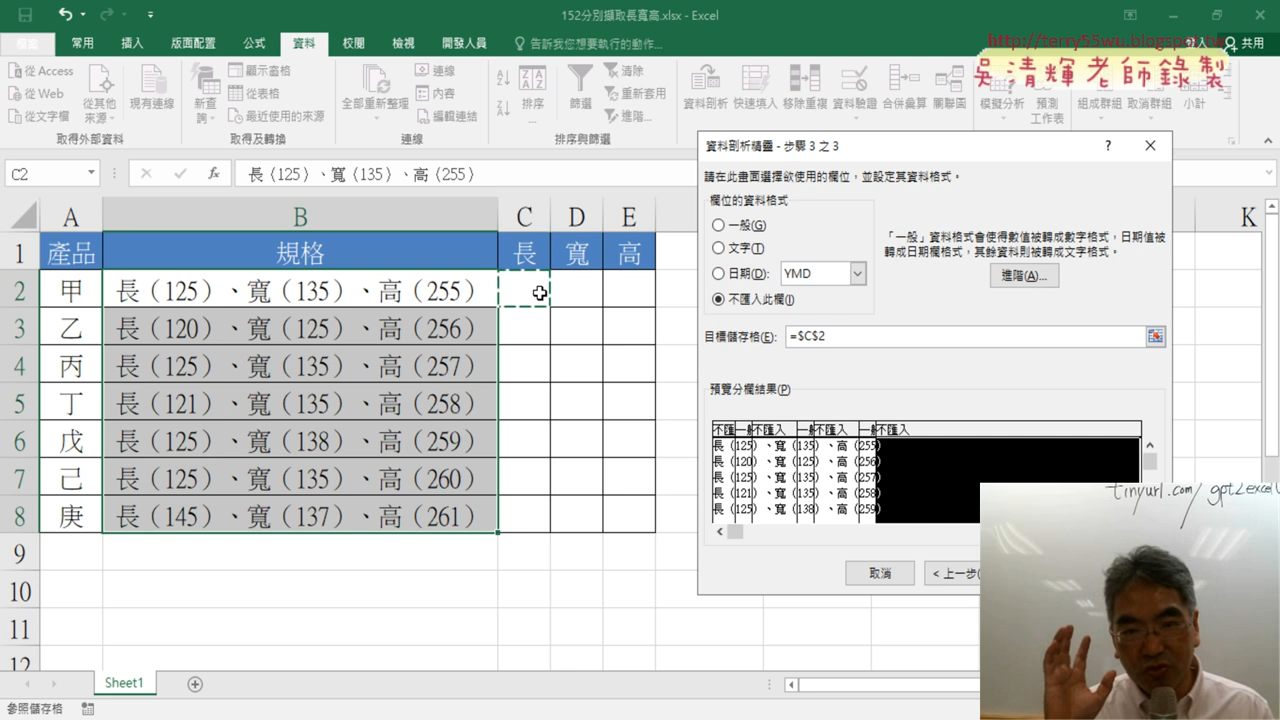 152分別擷取長寬高.xlsx - Excel
檔案 常用 插入 版面配置 公式 資料 校閱 檢視 開發人員 告訴我您想要執行的動作... 登入 共用
http://terry55wu.blogspot.tw
吳清輝老師錄製
從 Access
從 Web
從文字檔
從其他來源
現有連線
新查詢
顯示查詢
從表格
最近使用的來源
全部重新整理
連線
內容
編輯連結
排序...
篩選
清除
重新套用
進階...
資料剖析 快速填入 移除重複 資料驗證 合併彙算 關聯圖
模擬分析 預測工作表 組成群組 取消群組 小計
取得外部資料 取得及轉換 連線 排序與篩選
C2 fx 長（125）、寬（135）、高（255）
A B C D E K
1 產品 規格 長 寬 高
2 甲 長（125）、寬（135）、高（255）
3 乙 長（120）、寬（125）、高（256）
4 丙 長（125）、寬（135）、高（257）
5 丁 長（121）、寬（135）、高（258）
6 戊 長（125）、寬（138）、高（259）
7 己 長（125）、寬（135）、高（260）
8 庚 長（145）、寬（137）、高（261）
9
10
11
12
資料剖析精靈 - 步驟 3 之 3
請在此畫面選擇欲使用的欄位，並設定其資料格式。
欄位的資料格式
一般(G)
文字(T)
日期(D): YMD
不匯入此欄(I)
「一般」資料格式會使得數值被轉成數字格式，日期值被
轉成日期欄格式，其餘資料則被轉成文字格式。
進階(A)...
目標儲存格(E): =$C$2
預覽分欄結果(P)
不匯一般不匯入 一般不匯入 一般不匯入
長（125）、寬（135）、高（255）
長（120）、寬（125）、高（256）
長（125）、寬（135）、高（257）
長（121）、寬（135）、高（258）
長（125）、寬（138）、高（259）
取消 < 上一步(
tinyurl.com/gpt2excel
Sheet1
參照儲存格